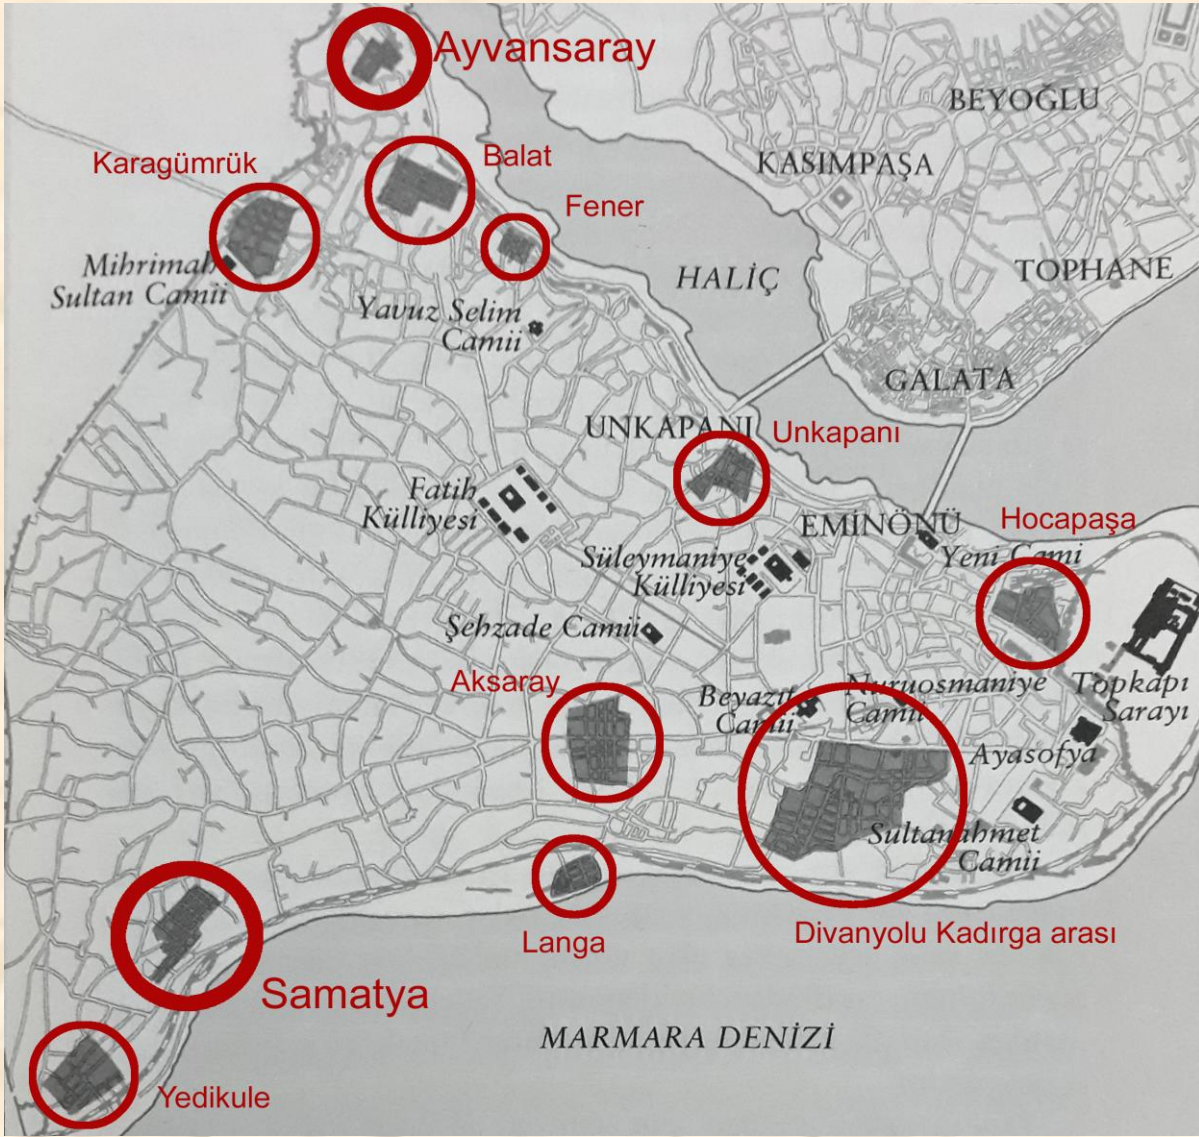 Ayvansaray
BEYOĞLU
Karagümrük
Balat
KASIMPAŞA
Fener
Mihrimah
Sultan Camii
HALİÇ
TOPHANE
Yavuz Selim
Camii
GALATA
UNKAPANI
Unkapanı
Fatih
Külliyesi
EMİNÖNÜ
Hocapaşa
Yeni Cami
Süleymaniye
Külliyesi
Şehzade Camii
Aksaray
Beyazıt
Camii
Nuruosmaniye
Camii
Topkapı
Sarayı
Ayasofya
Sultanahmet
Camii
Langa
Divanyolu Kadırga arası
Samatya
MARMARA DENİZİ
Yedikule